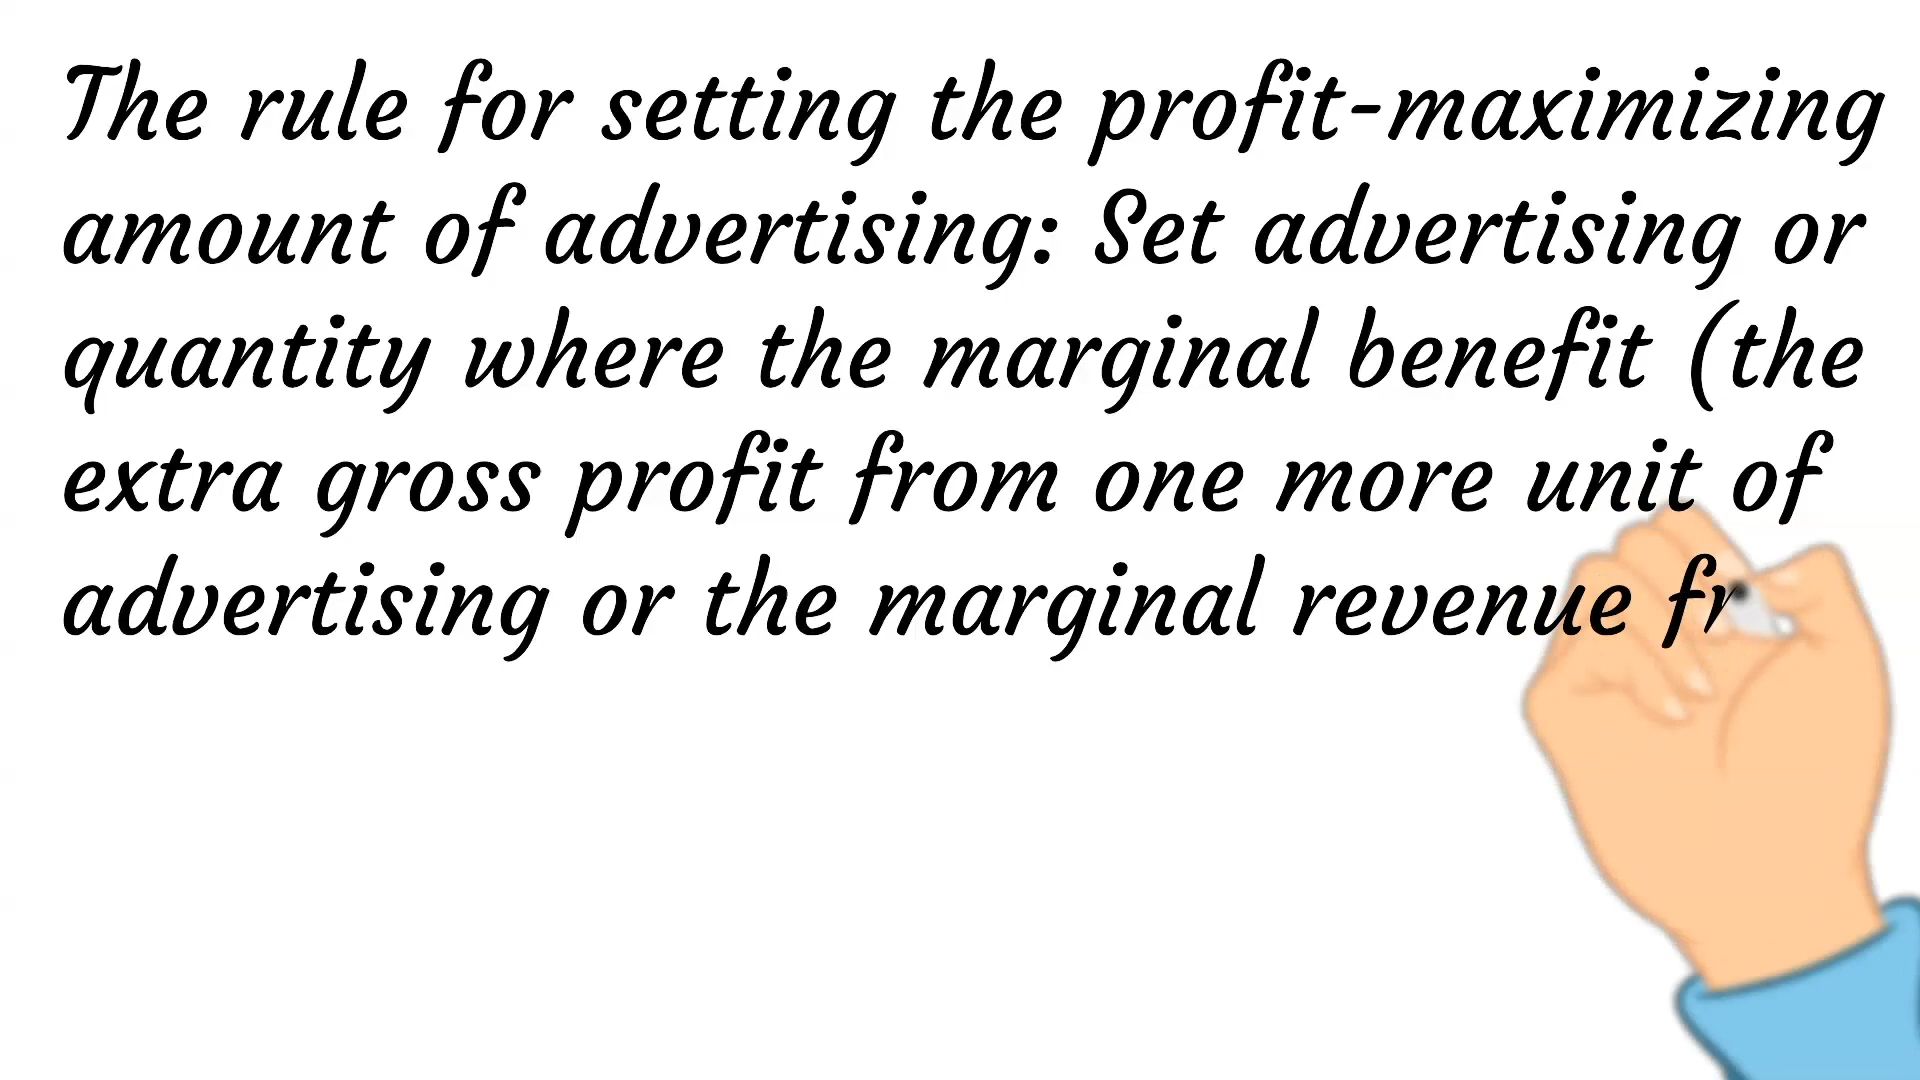 The rule for setting the profit-maximizing
amount of advertising: Set advertising or
quantity where the marginal benefit (the
extra gross profit from one more unit of
advertising or the marginal revenue fr